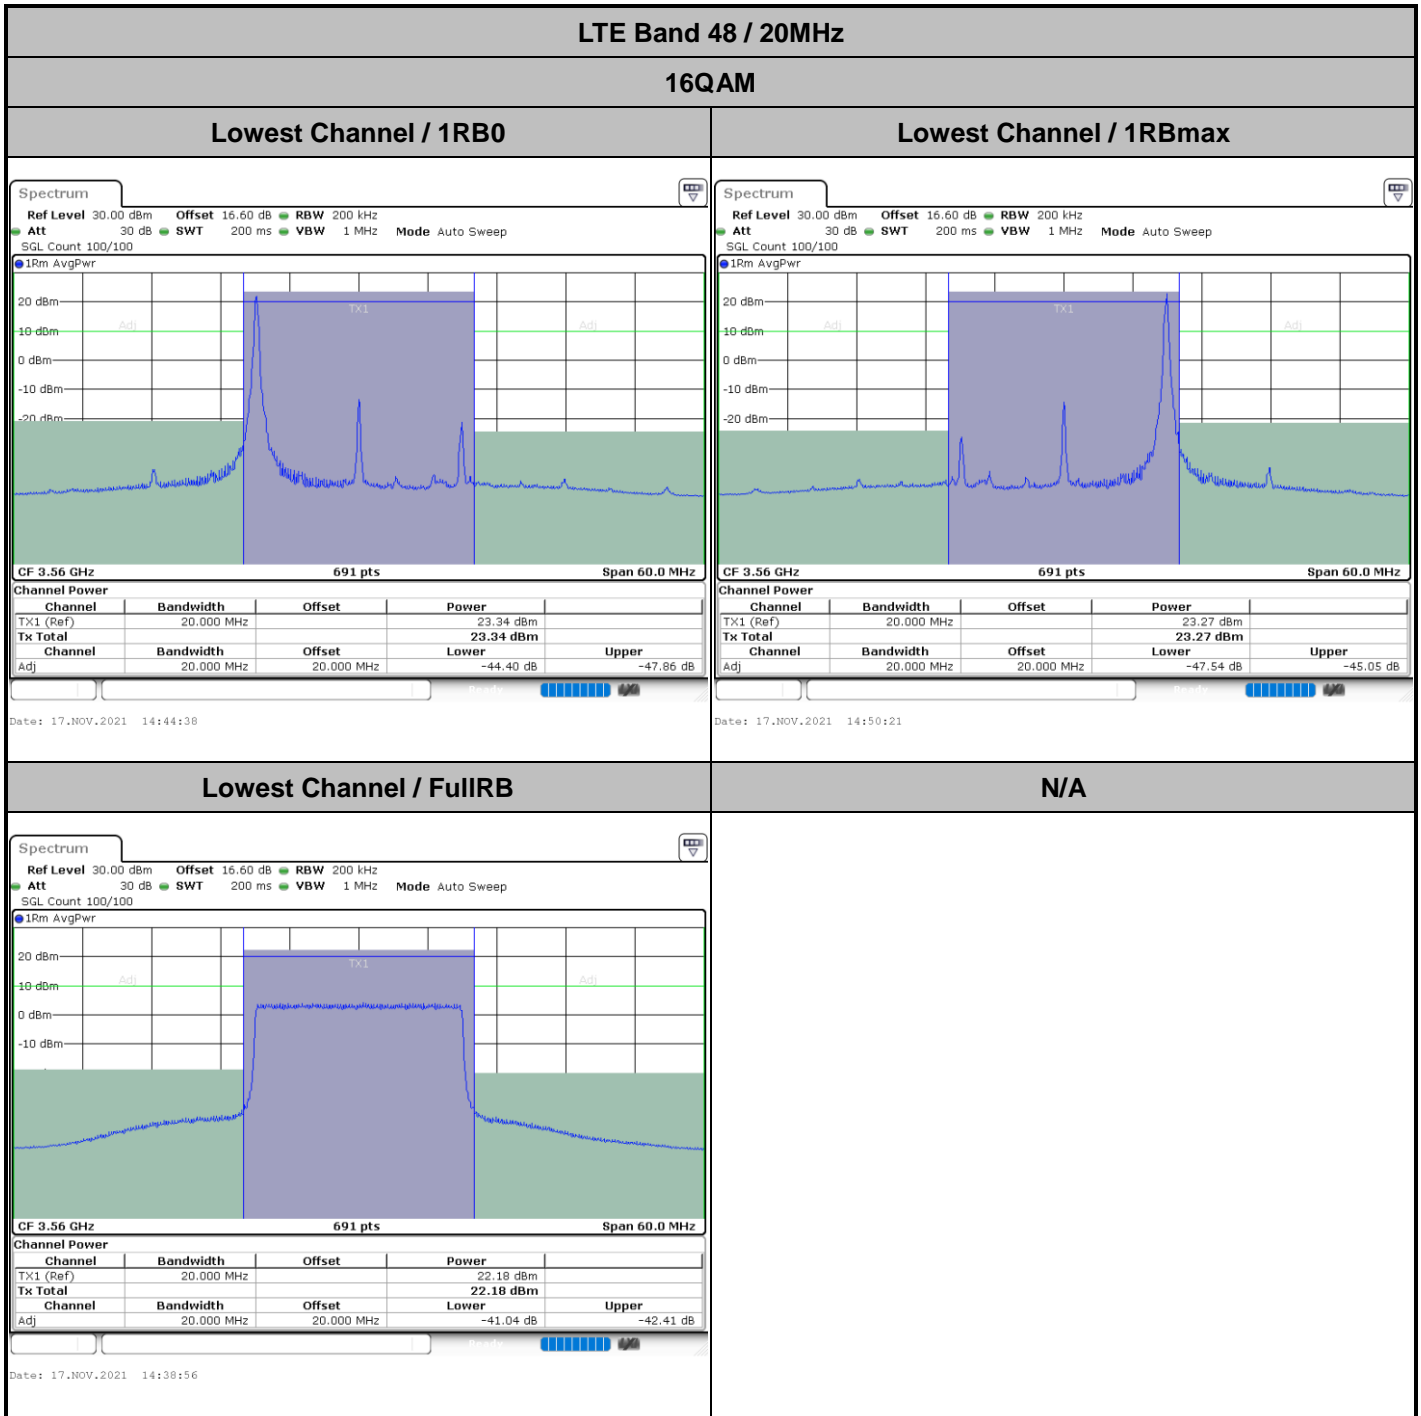 LTE Band 48 / 20MHz
16QAM
Lowest Channel / 1RB0
Lowest Channel / 1RBmax
Spectrum
Ref Level 30.00 dBm Offset 16.60 dB RBW 200 kHz
Att 30 dB SWT 200 ms VBW 1 MHz Mode Auto Sweep
SGL Count 100/100
1Rm AvgPwr
20 dBm
TX1
Adj
Adj
10 dBm
0 dBm
-10 dBm
-20 dBm
CF 3.56 GHz 691 pts Span 60.0 MHz
Channel Power
Channel Bandwidth Offset Power
TX1 (Ref) 20.000 MHz 23.34 dBm
Tx Total 23.34 dBm
Channel Bandwidth Offset Lower Upper
Adj 20.000 MHz 20.000 MHz -44.40 dB -47.86 dB
Ready
Date: 17.NOV.2021 14:44:38
Spectrum
Ref Level 30.00 dBm Offset 16.60 dB RBW 200 kHz
Att 30 dB SWT 200 ms VBW 1 MHz Mode Auto Sweep
SGL Count 100/100
1Rm AvgPwr
20 dBm
TX1
Adj
Adj
10 dBm
0 dBm
-10 dBm
-20 dBm
CF 3.56 GHz 691 pts Span 60.0 MHz
Channel Power
Channel Bandwidth Offset Power
TX1 (Ref) 20.000 MHz 23.27 dBm
Tx Total 23.27 dBm
Channel Bandwidth Offset Lower Upper
Adj 20.000 MHz 20.000 MHz -47.54 dB -45.05 dB
Ready
Date: 17.NOV.2021 14:50:21
Lowest Channel / FullRB
N/A
Spectrum
Ref Level 30.00 dBm Offset 16.60 dB RBW 200 kHz
Att 30 dB SWT 200 ms VBW 1 MHz Mode Auto Sweep
SGL Count 100/100
1Rm AvgPwr
20 dBm
TX1
Adj
Adj
10 dBm
0 dBm
-10 dBm
CF 3.56 GHz 691 pts Span 60.0 MHz
Channel Power
Channel Bandwidth Offset Power
TX1 (Ref) 20.000 MHz 22.18 dBm
Tx Total 22.18 dBm
Channel Bandwidth Offset Lower Upper
Adj 20.000 MHz 20.000 MHz -41.04 dB -42.41 dB
Ready
Date: 17.NOV.2021 14:38:56